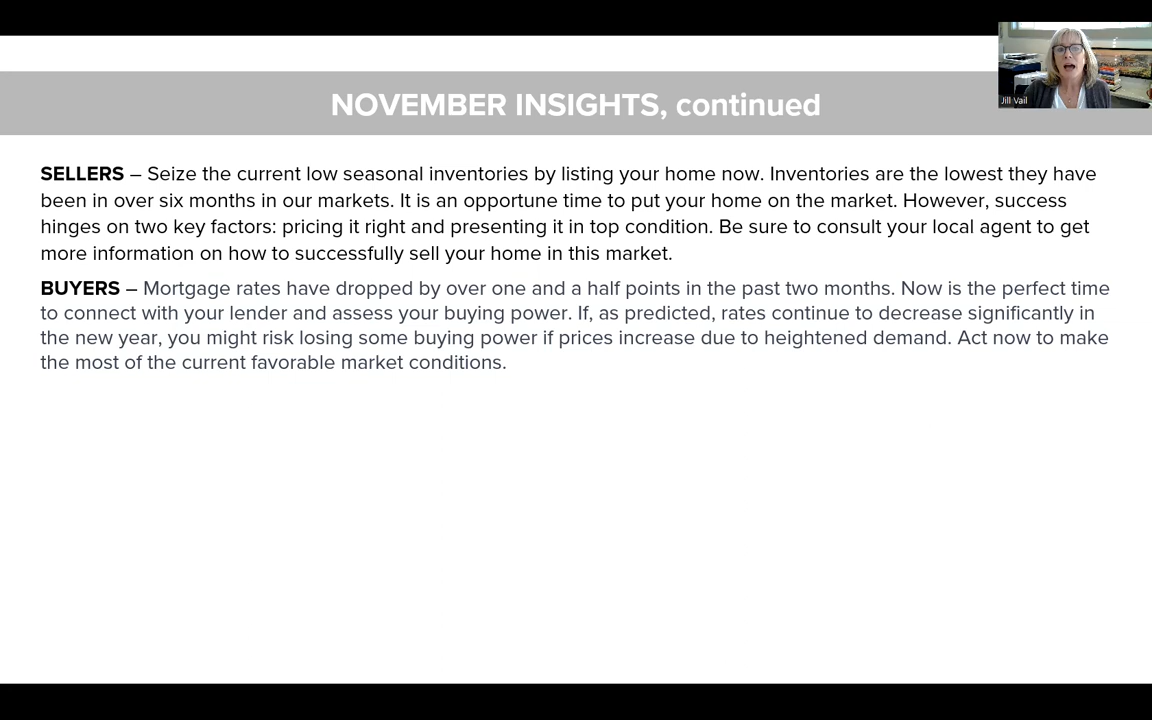 Jill Vail
NOVEMBER INSIGHTS, continued
SELLERS – Seize the current low seasonal inventories by listing your home now. Inventories are the lowest they have
been in over six months in our markets. It is an opportune time to put your home on the market. However, success
hinges on two key factors: pricing it right and presenting it in top condition. Be sure to consult your local agent to get
more information on how to successfully sell your home in this market.
BUYERS – Mortgage rates have dropped by over one and a half points in the past two months. Now is the perfect time
to connect with your lender and assess your buying power. If, as predicted, rates continue to decrease significantly in
the new year, you might risk losing some buying power if prices increase due to heightened demand. Act now to make
the most of the current favorable market conditions.